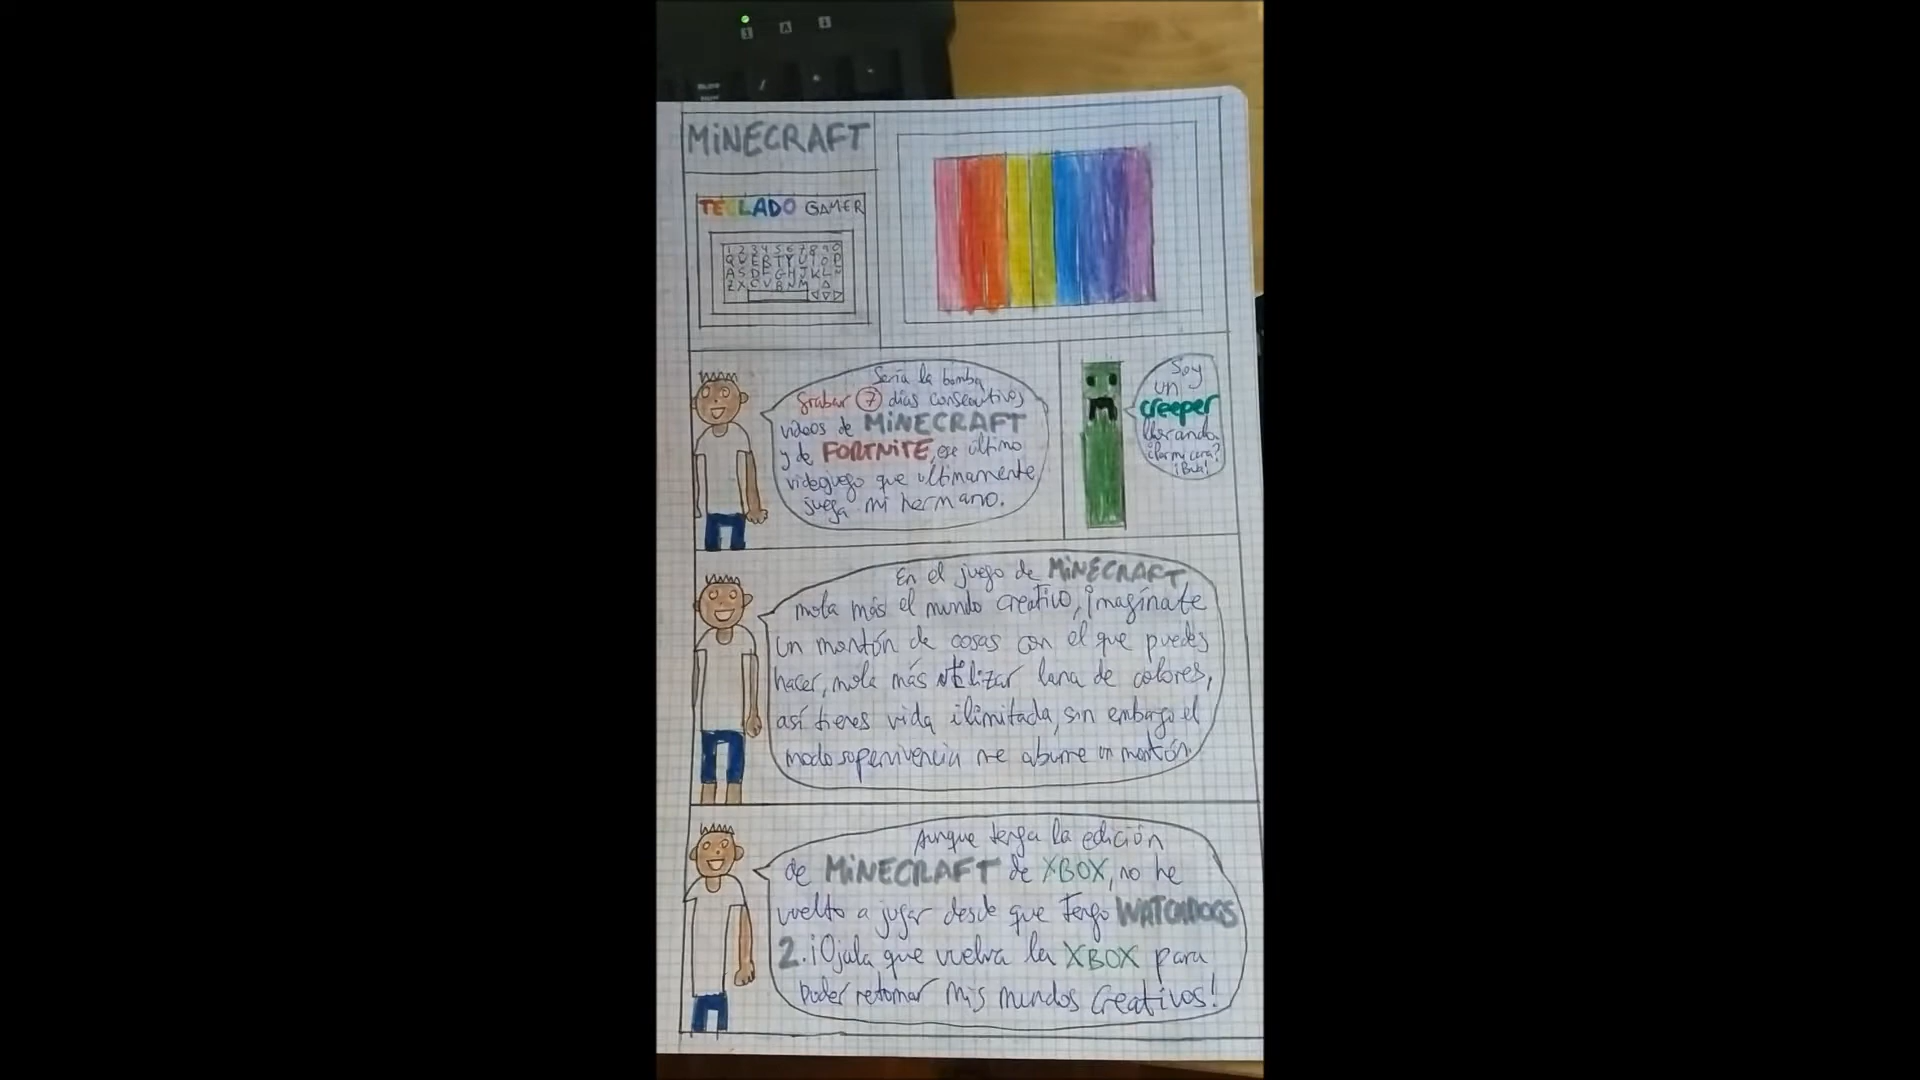 MiNECRAFT
TECLADO GAMER
1 2 3 4 5 6 7 8 9 0
Q W E R T Y U I O P
A S D F G H J K L Ñ
Z X C V B N M
Sería la bomba
grabar 7 días consecutivos
vídeos de MiNECRAFT
y de FORTNiTE, ese último
videojuego que últimamente
juega mi hermano.
Soy
un
creeper
llorando.
¿Por mi cara?
¡Bua!
En el juego de MiNECRAFT
mola más el mundo creativo, imagínate
un montón de cosas con el que puedes
hacer, mola más utilizar lana de colores,
así tienes vida ilimitada, sin embargo el
modo supervivencia me aburre un montón.
Aunque tenga la edición
de MiNECRAFT de XBOX, no he
vuelto a jugar desde que tengo WATCHDOGS
2. ¡Ojala que vuelva la XBOX para
poder retomar mis mundos creativos!